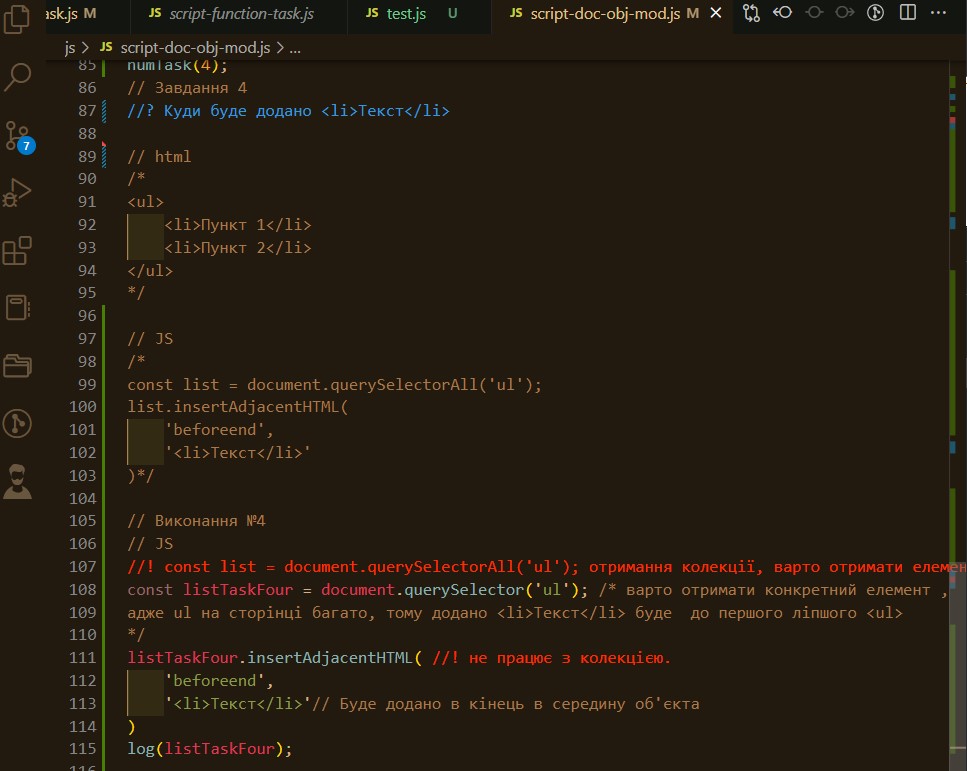 ask.js M JS script-function-task.js JS test.js U JS script-doc-obj-mod.js M
js > JS script-doc-obj-mod.js > ...
85 numTask(4);
86 // Завдання 4
87 //? Куди буде додано <li>Текст</li>
88
89 // html
90 /*
91 <ul>
92 <li>Пункт 1</li>
93 <li>Пункт 2</li>
94 </ul>
95 */
96
97 // JS
98 /*
99 const list = document.querySelectorAll('ul');
100 list.insertAdjacentHTML(
101 'beforeend',
102 '<li>Текст</li>'
103 )*/
104
105 // Виконання №4
106 // JS
107 //! const list = document.querySelectorAll('ul'); отримання колекції, варто отримати елемен
108 const listTaskFour = document.querySelector('ul'); /* варто отримати конкретний елемент ,
109 адже ul на сторінці багато, тому додано <li>Текст</li> буде  до першого ліпшого <ul>
110 */
111 listTaskFour.insertAdjacentHTML( //! не працює з колекцією.
112 'beforeend',
113 '<li>Текст</li>'// Буде додано в кінець в середину об'єкта
114 )
115 log(listTaskFour);
116
7